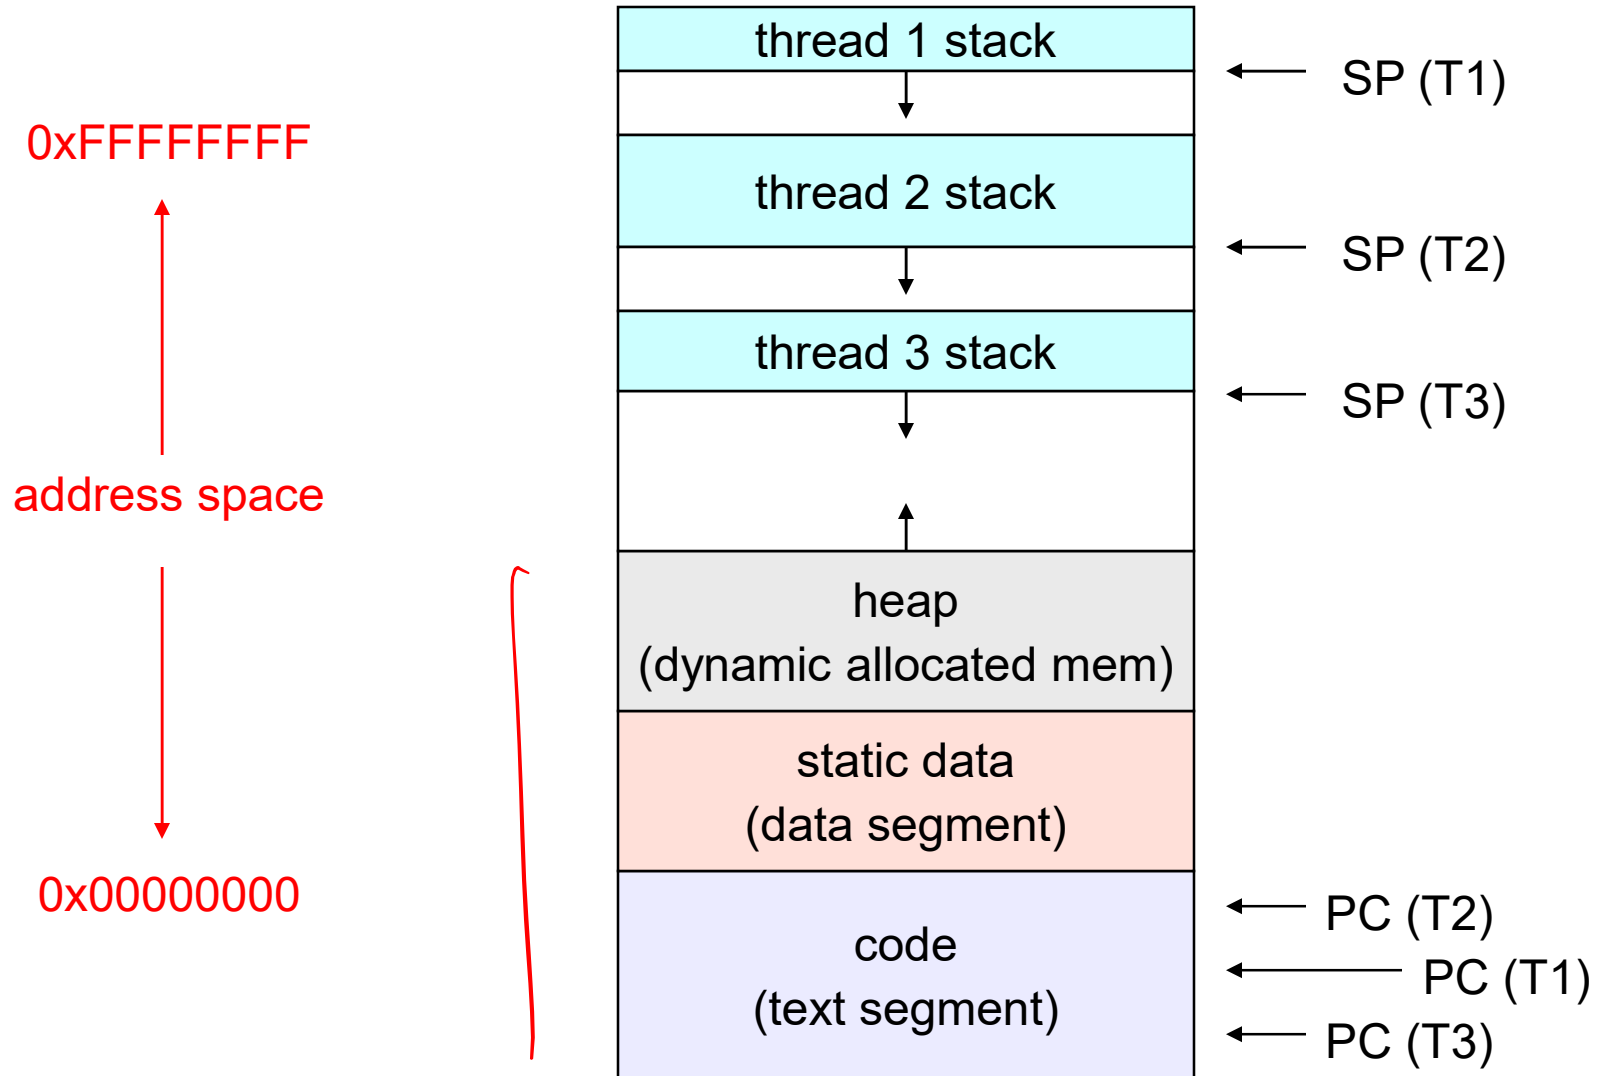 thread 1 stack
SP (T1)
0xFFFFFFFF
thread 2 stack
SP (T2)
thread 3 stack
SP (T3)
address space
heap
(dynamic allocated mem)
static data
(data segment)
0x00000000
PC (T2)
code
PC (T1)
(text segment)
PC (T3)